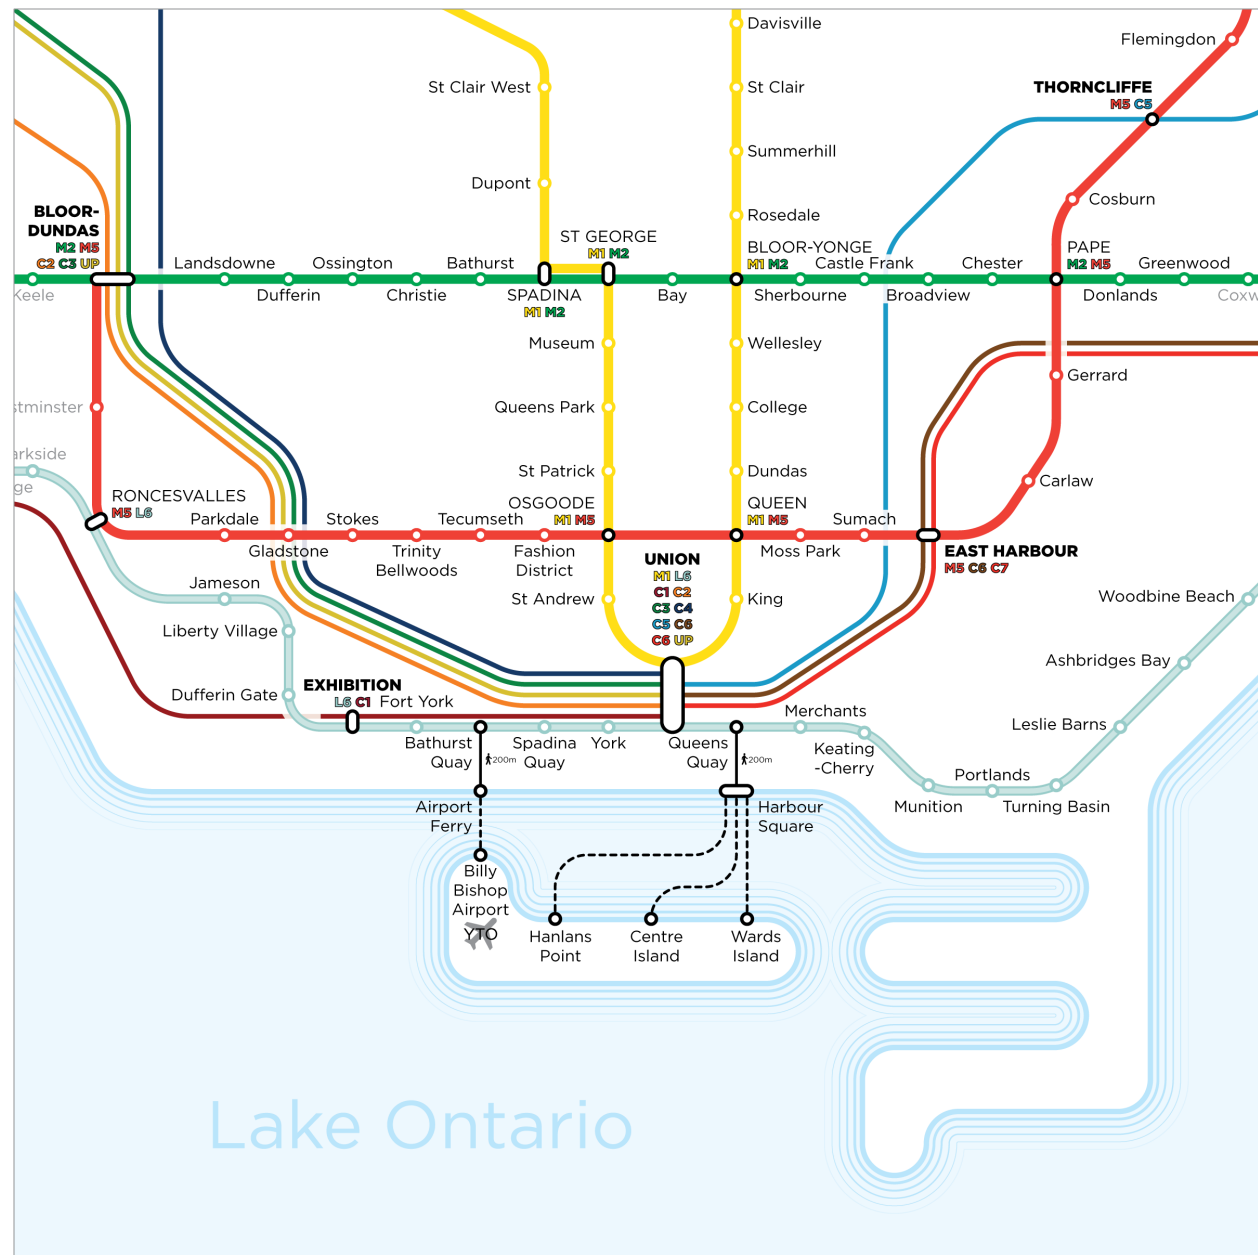 Davisville
Flemingdon
St Clair West
St Clair
THORNCLIFFE
M5 C5
Summerhill
Dupont
Cosburn
BLOOR-
DUNDAS
M2 M5
C2 C3 UP
Rosedale
ST GEORGE
M1 M2
BLOOR-YONGE
M1 M2
PAPE
M2 M5
Landsdowne
Ossington
Bathurst
Castle Frank
Chester
Greenwood
Keele
Dufferin
Christie
SPADINA
M1 M2
Bay
Sherbourne
Broadview
Donlands
Coxw
Museum
Wellesley
Gerrard
stminster
Queens Park
College
arkside
ge
St Patrick
Dundas
Carlaw
RONCESVALLES
M5 L6
OSGOODE
M1 M5
QUEEN
M1 M5
Parkdale
Stokes
Tecumseth
Sumach
Gladstone
Trinity
Bellwoods
Fashion
District
Moss Park
EAST HARBOUR
M5 C6 C7
UNION
M1 L6
C1 C2
C3 C4
C5 C6
C6 UP
Jameson
St Andrew
King
Woodbine Beach
Liberty Village
Ashbridges Bay
Dufferin Gate
EXHIBITION
L6 C1
Fort York
Merchants
Leslie Barns
Bathurst
Quay
200m
Spadina
Quay
York
Queens
Quay
200m
Keating
-Cherry
Portlands
Munition
Turning Basin
Airport
Ferry
Harbour
Square
Billy
Bishop
Airport
YTO
Hanlans
Point
Centre
Island
Wards
Island
Lake Ontario